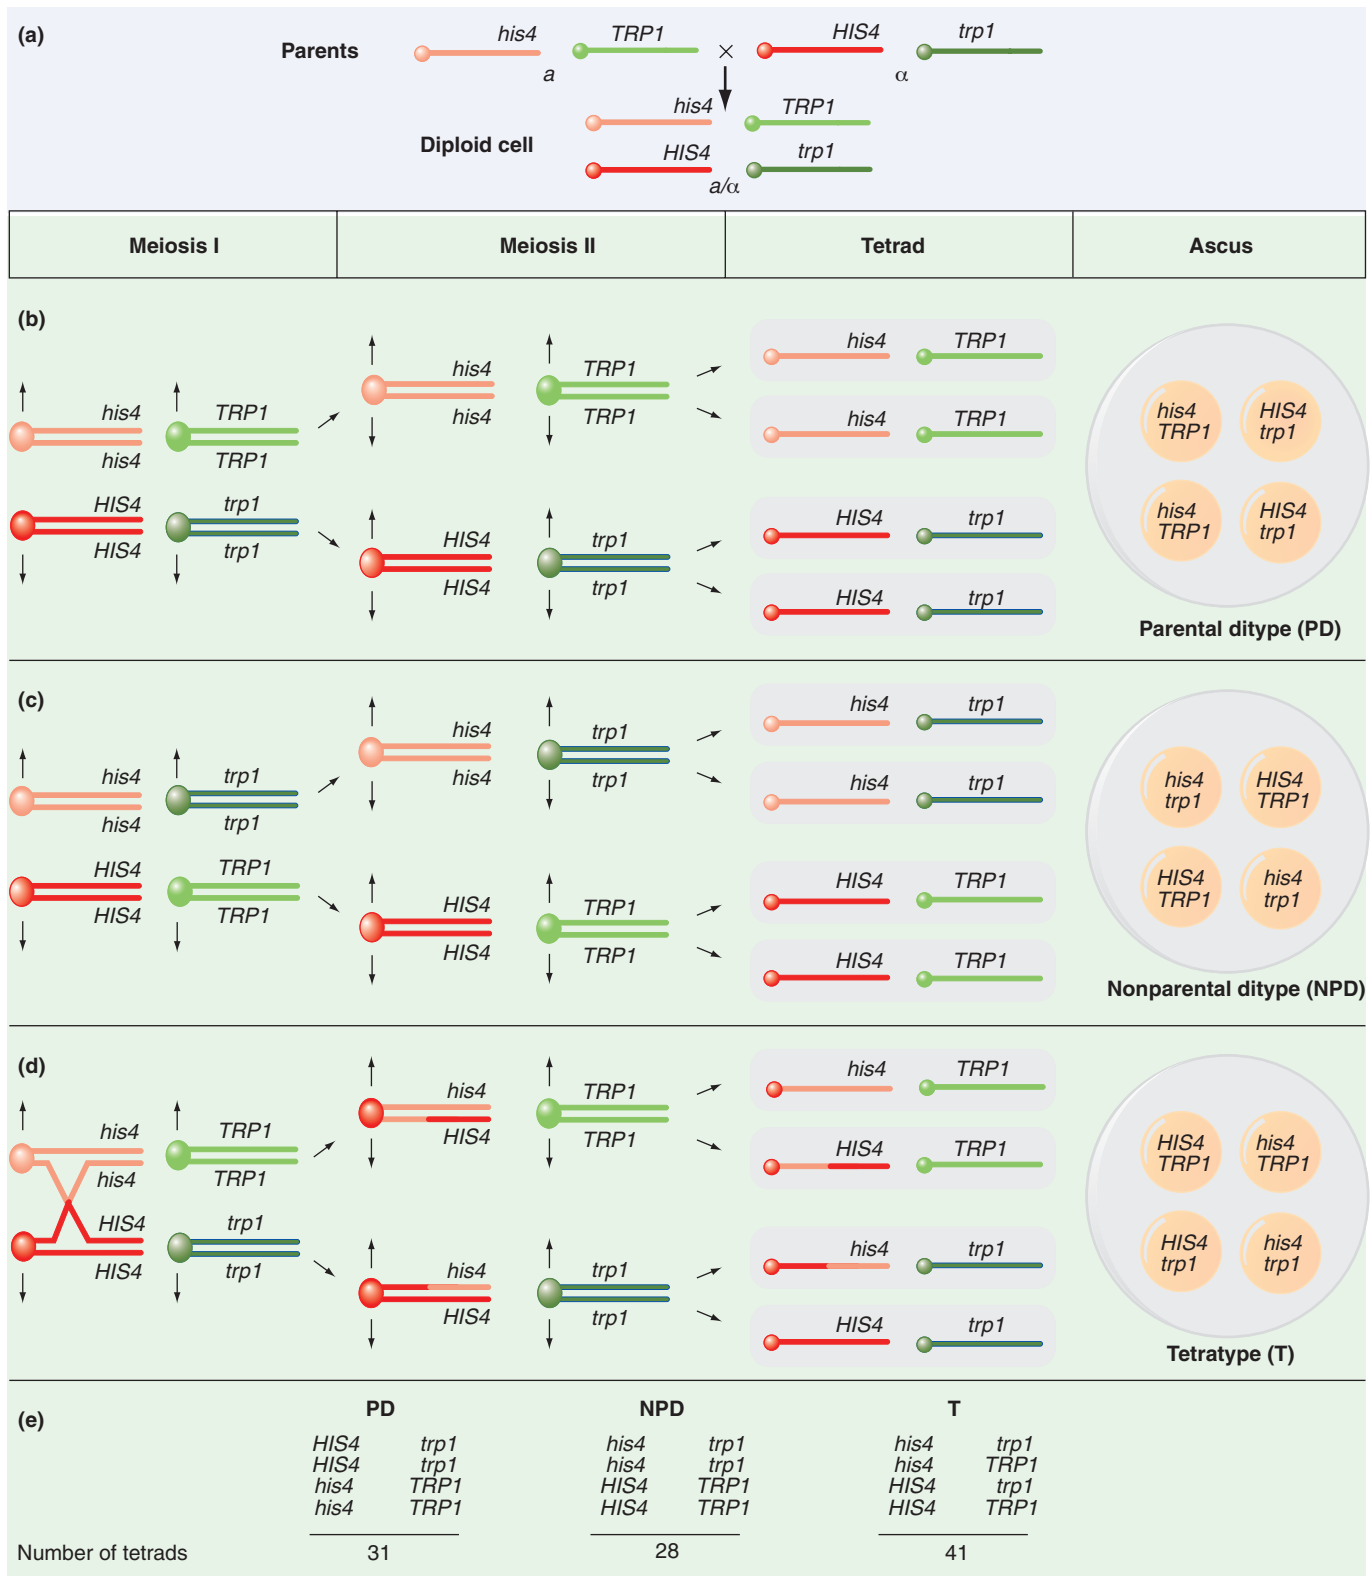 (a)
Parents
his4 TRP1 × HIS4 trp1
a α
Diploid cell
his4 TRP1
HIS4 trp1
a/α
Meiosis I Meiosis II Tetrad Ascus
(b)
his4 TRP1
his4 TRP1
HIS4 trp1
HIS4 trp1
his4 TRP1
his4 TRP1
HIS4 trp1
HIS4 trp1
his4 TRP1
his4 TRP1
HIS4 trp1
HIS4 trp1
his4 HIS4
TRP1 trp1
his4 HIS4
TRP1 trp1
Parental ditype (PD)
(c)
his4 trp1
his4 trp1
HIS4 TRP1
HIS4 TRP1
his4 trp1
his4 trp1
HIS4 TRP1
HIS4 TRP1
his4 trp1
his4 trp1
HIS4 TRP1
HIS4 TRP1
his4 HIS4
trp1 TRP1
HIS4 his4
TRP1 trp1
Nonparental ditype (NPD)
(d)
his4 TRP1
his4 TRP1
HIS4 trp1
HIS4 trp1
his4 TRP1
HIS4 TRP1
his4 trp1
HIS4 trp1
his4 TRP1
HIS4 TRP1
his4 trp1
HIS4 trp1
HIS4 his4
TRP1 TRP1
HIS4 his4
trp1 trp1
Tetratype (T)
(e)
PD NPD T
HIS4 trp1 his4 trp1 his4 trp1
HIS4 trp1 his4 trp1 his4 TRP1
his4 TRP1 HIS4 TRP1 HIS4 trp1
his4 TRP1 HIS4 TRP1 HIS4 TRP1
Number of tetrads 31 28 41